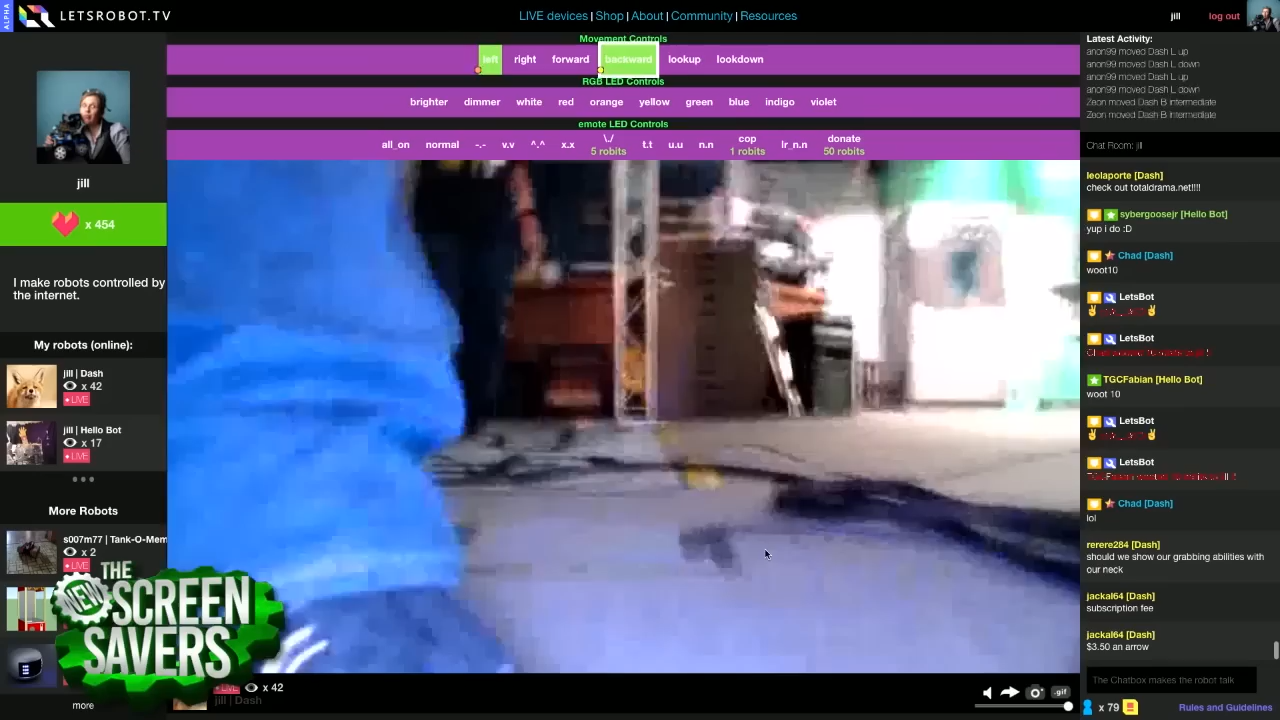 ALPHA
LETSROBOT.TV
LIVE devices | Shop | About | Community | Resources
jill
log out
Movement Controls
left right forward backward lookup lookdown
RGB LED Controls
brighter dimmer white red orange yellow green blue indigo violet
emote LED Controls
all_on normal -.- v.v ^.^ x.x \./ t.t u.u n.n cop lr_n.n donate
5 robits 1 robits 50 robits
jill
x 454
I make robots controlled by
the internet.
My robots (online):
jill | Dash
x 42
LIVE
jill | Hello Bot
x 17
LIVE
More Robots
s007m77 | Tank-O-Mem
x 2
LIVE
THE
NEW
SCREEN
SAVERS
more
LIVE x 42
jill | Dash
.gif
Latest Activity:
anon99 moved Dash L up
anon99 moved Dash L down
anon99 moved Dash L up
anon99 moved Dash L down
Zeon moved Dash B intermediate
Zeon moved Dash B intermediate
Chat Room: jill
leolaporte [Dash]
check out totaldrama.net!!!!
sybergoosejr [Hello Bot]
yup i do :D
Chad [Dash]
woot10
LetsBot
LetsBot
TGCFabian [Hello Bot]
woot 10
LetsBot
LetsBot
Chad [Dash]
lol
rerere284 [Dash]
should we show our grabbing abilities with
our neck
jackal64 [Dash]
subscription fee
jackal64 [Dash]
$3.50 an arrow
The Chatbox makes the robot talk
x 79
Rules and Guidelines